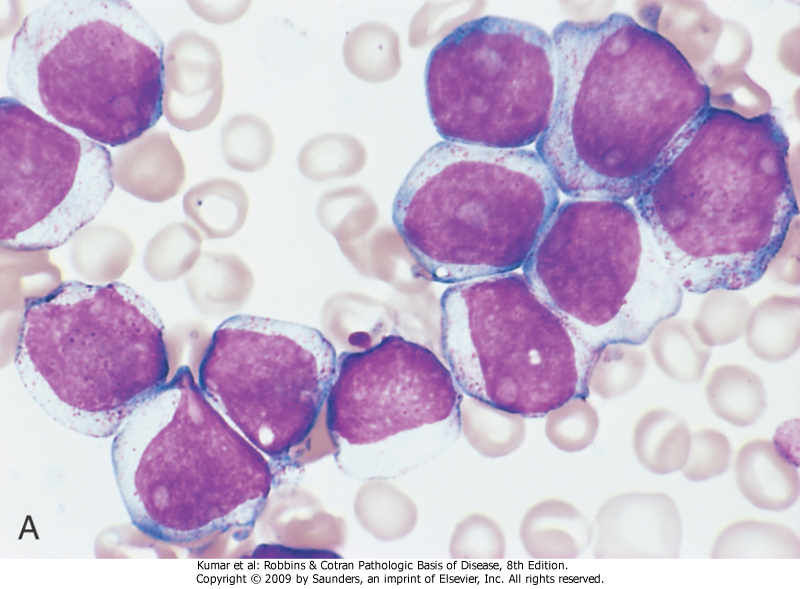 A
Kumar et al: Robbins & Cotran Pathologic Basis of Disease, 8th Edition.
Copyright © 2009 by Saunders, an imprint of Elsevier, Inc. All rights reserved.